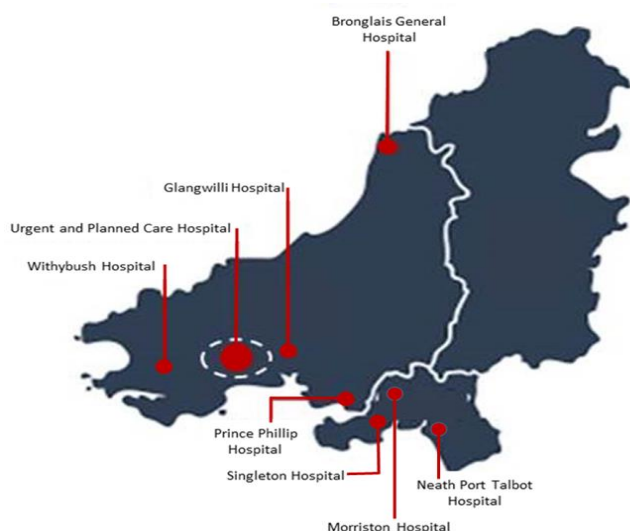 Bronglais General
Hospital
Glangwilli Hospital
Urgent and Planned Care Hospital
Withybush Hospital
Prince Phillip
Hospital
Singleton Hospital
Neath Port Talbot
Hospital
Morriston Hospital